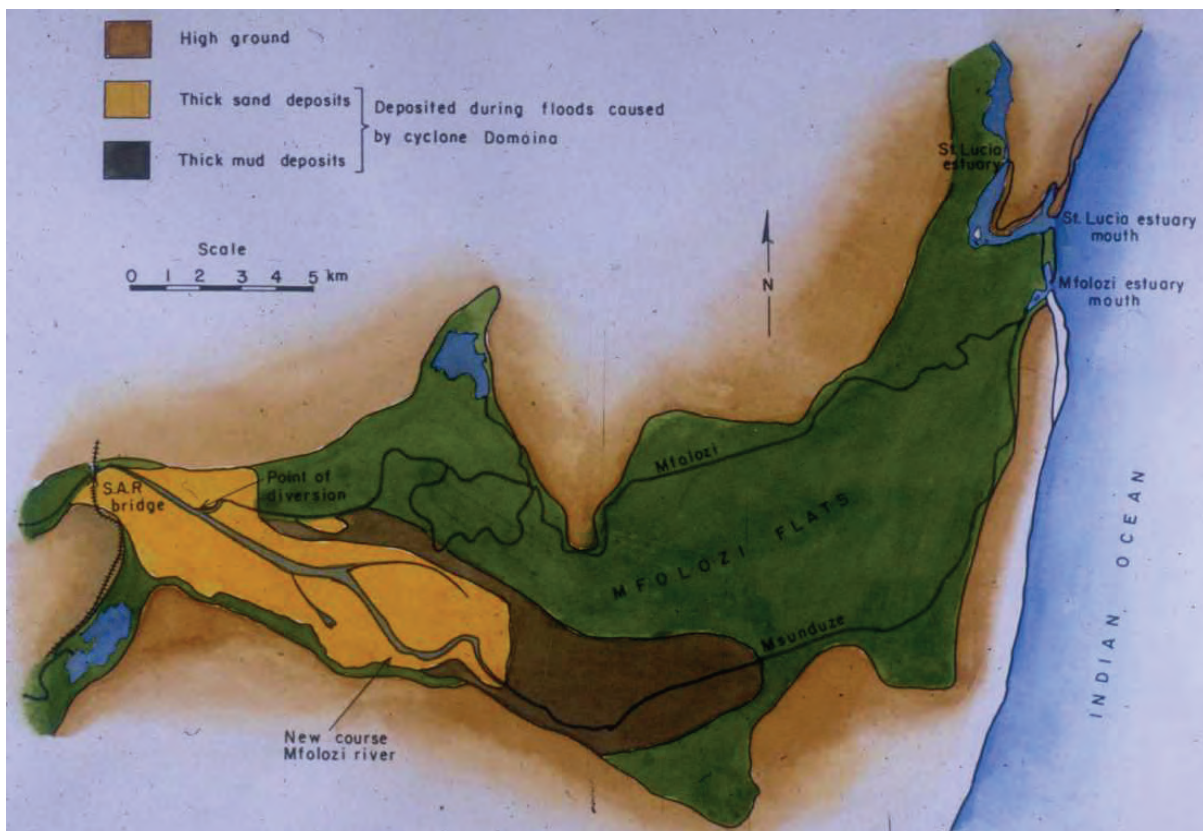 High ground
Thick sand deposits
Deposited during floods caused
by cyclone Domoina
Thick mud deposits
Scale
0 1 2 3 4 5 km
N
St. Lucia
estuary
St. Lucia estuary
mouth
Mfolozi estuary
mouth
S.A.R
bridge
Point of
diversion
Mfolozi
MFOLOZI FLATS
Msunduze
New course
Mfolozi river
INDIAN OCEAN